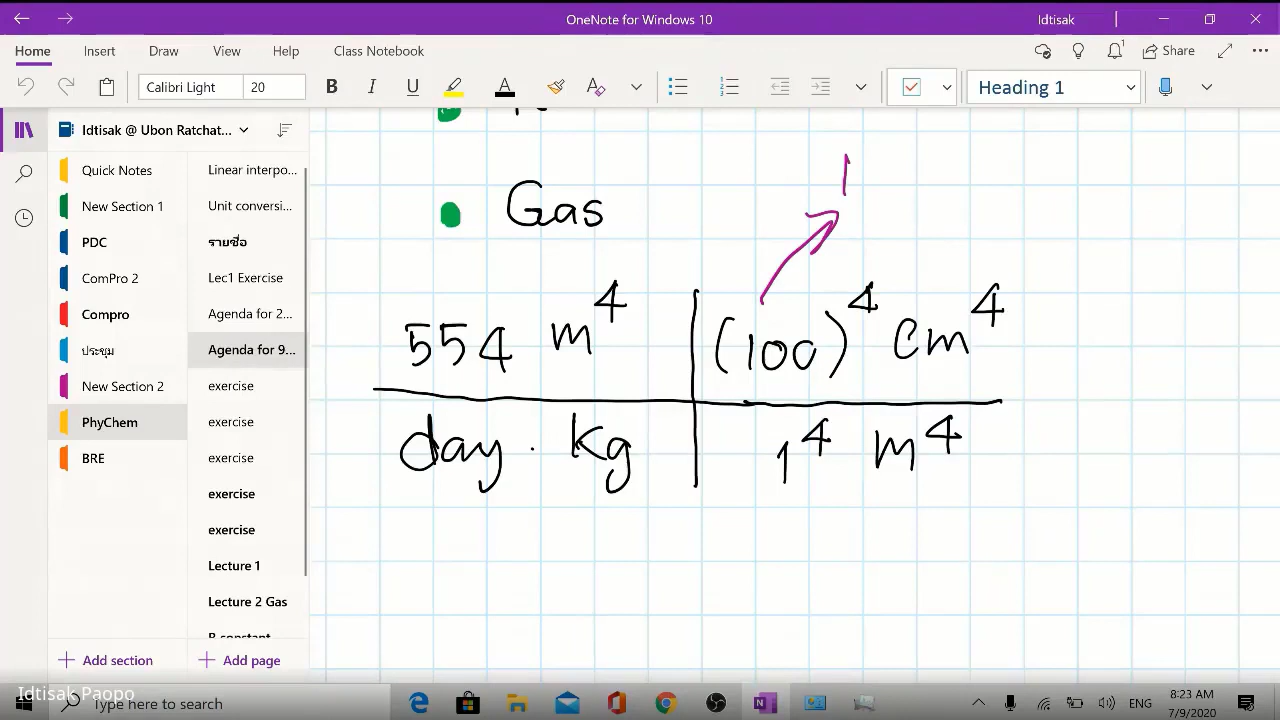 OneNote for Windows 10
Idtisak
Home Insert Draw View Help Class Notebook
Share
Calibri Light 20 B I U A Heading 1
Idtisak @ Ubon Ratchat...
Quick Notes
New Section 1
PDC
ComPro 2
Compro
ประชุม
New Section 2
PhyChem
BRE
Add section
Linear interpo...
Unit conversi...
รายชื่อ
Lec1 Exercise
Agenda for 2...
Agenda for 9...
exercise
exercise
exercise
exercise
exercise
Lecture 1
Lecture 2 Gas
R constant
Add page
1
Gas
554 m⁴ | (100)⁴ cm⁴
day · kg | 1⁴ m⁴
Idtisak Paopo
Type here to search
ENG
8:23 AM
7/9/2020